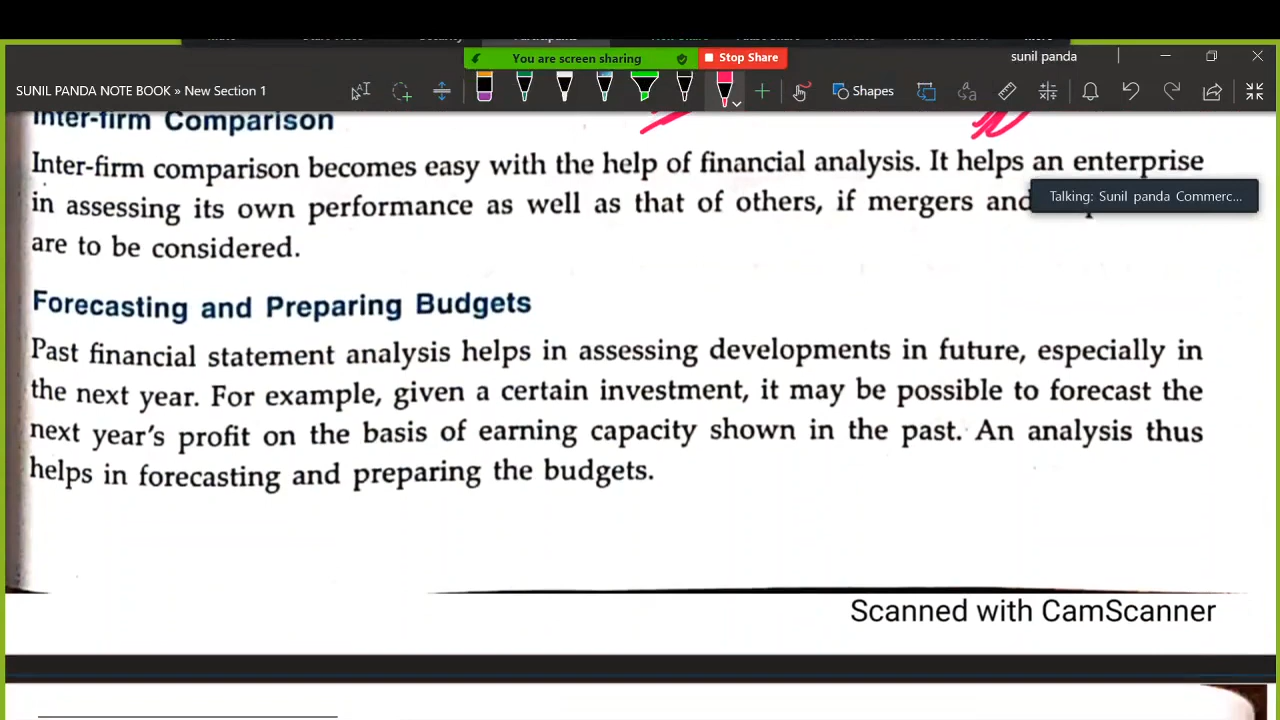 You are screen sharing
Stop Share
sunil panda
SUNIL PANDA NOTE BOOK » New Section 1
Shapes
Inter-firm Comparison
Inter-firm comparison becomes easy with the help of financial analysis. It helps an enterprise
in assessing its own performance as well as that of others, if mergers and
Talking: Sunil panda Commerc...
are to be considered.
Forecasting and Preparing Budgets
Past financial statement analysis helps in assessing developments in future, especially in
the next year. For example, given a certain investment, it may be possible to forecast the
next year's profit on the basis of earning capacity shown in the past. An analysis thus
helps in forecasting and preparing the budgets.
Scanned with CamScanner